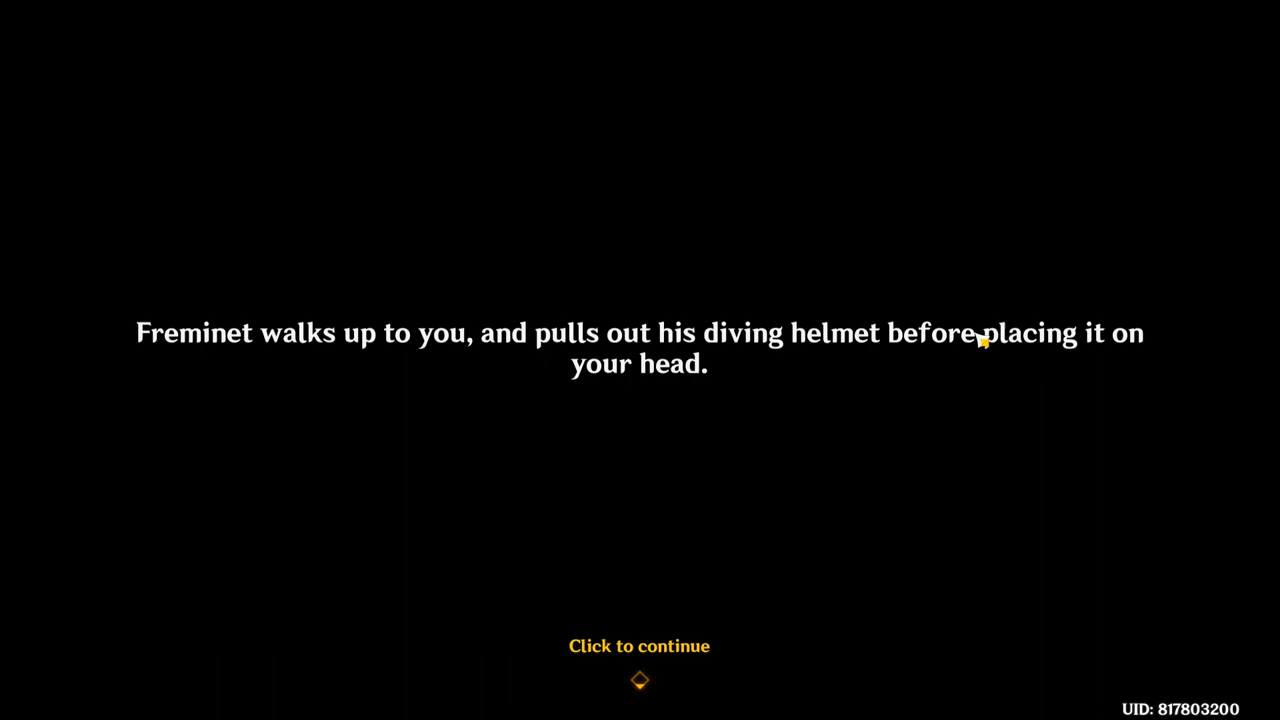 Freminet walks up to you, and pulls out his diving helmet before placing it on
your head.
Click to continue
UID: 817803200